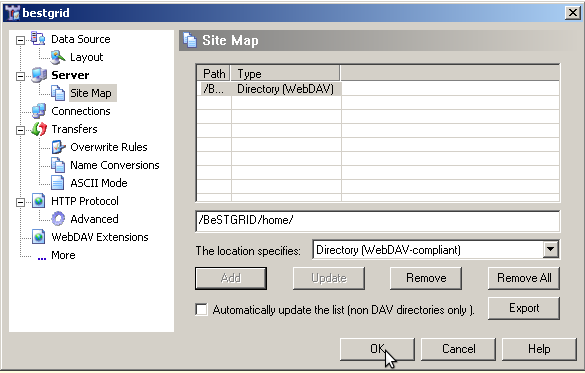 bestgrid
Data Source
Layout
Server
Site Map
Connections
Transfers
Overwrite Rules
Name Conversions
ASCII Mode
HTTP Protocol
Advanced
WebDAV Extensions
... More
Site Map
Path Type
/B... Directory (WebDAV)
/BeSTGRID/home/
The location specifies: Directory (WebDAV-compliant)
Add Update Remove Remove All
Automatically update the list (non DAV directories only ). Export
OK Cancel Help